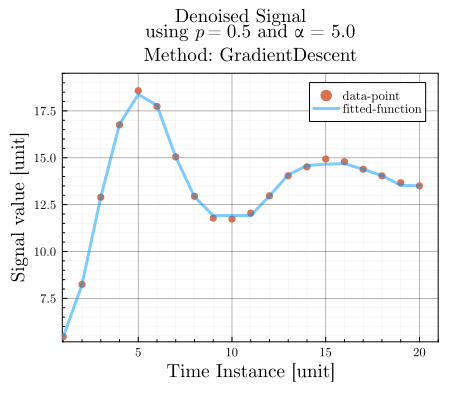 Denoised Signal
using p = 0.5 and α = 5.0
Method: GradientDescent
data-point
fitted-function
Signal value [unit]
17.5
15.0
12.5
10.0
7.5
5
10
15
20
Time Instance [unit]